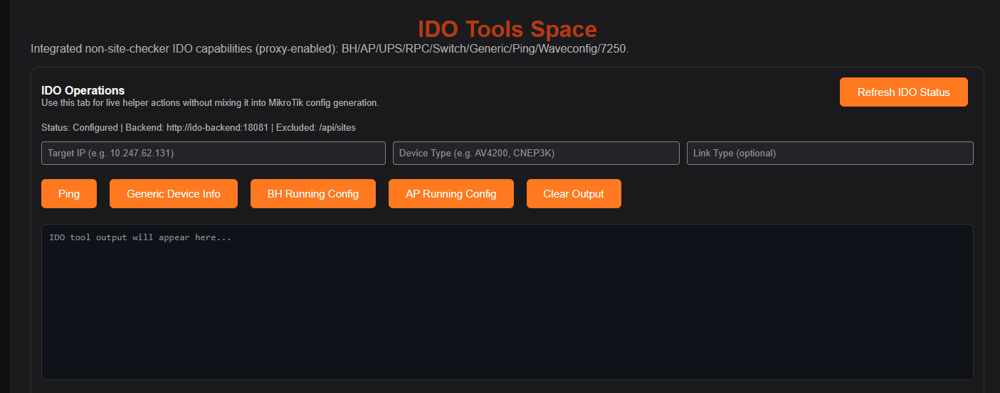 IDO Tools Space
Integrated non-site-checker IDO capabilities (proxy-enabled): BH/AP/UPS/RPC/Switch/Generic/Ping/Waveconfig/7250.
IDO Operations
Refresh IDO Status
Use this tab for live helper actions without mixing it into MikroTik config generation.
Status: Configured | Backend: http://ido-backend:18081 | Excluded: /api/sites
Target IP (e.g. 10.247.62.131)
Device Type (e.g. AV4200, CNEP3K)
Link Type (optional)
Ping
Generic Device Info
BH Running Config
AP Running Config
Clear Output
IDO tool output will appear here...